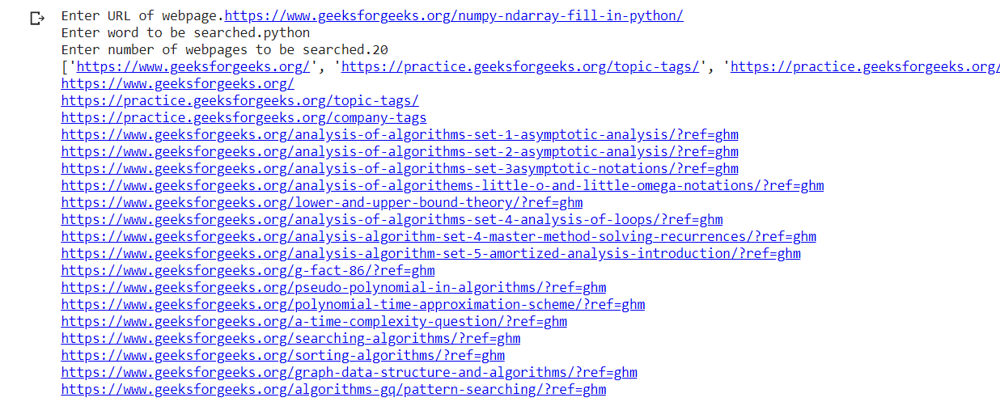 Enter URL of webpage.https://www.geeksforgeeks.org/numpy-ndarray-fill-in-python/
Enter word to be searched.python
Enter number of webpages to be searched.20
['https://www.geeksforgeeks.org/', 'https://practice.geeksforgeeks.org/topic-tags/', 'https://practice.geeksforgeeks.org/
https://www.geeksforgeeks.org/
https://practice.geeksforgeeks.org/topic-tags/
https://practice.geeksforgeeks.org/company-tags
https://www.geeksforgeeks.org/analysis-of-algorithms-set-1-asymptotic-analysis/?ref=ghm
https://www.geeksforgeeks.org/analysis-of-algorithms-set-2-asymptotic-analysis/?ref=ghm
https://www.geeksforgeeks.org/analysis-of-algorithms-set-3asymptotic-notations/?ref=ghm
https://www.geeksforgeeks.org/analysis-of-algorithems-little-o-and-little-omega-notations/?ref=ghm
https://www.geeksforgeeks.org/lower-and-upper-bound-theory/?ref=ghm
https://www.geeksforgeeks.org/analysis-of-algorithms-set-4-analysis-of-loops/?ref=ghm
https://www.geeksforgeeks.org/analysis-algorithm-set-4-master-method-solving-recurrences/?ref=ghm
https://www.geeksforgeeks.org/analysis-algorithm-set-5-amortized-analysis-introduction/?ref=ghm
https://www.geeksforgeeks.org/g-fact-86/?ref=ghm
https://www.geeksforgeeks.org/pseudo-polynomial-in-algorithms/?ref=ghm
https://www.geeksforgeeks.org/polynomial-time-approximation-scheme/?ref=ghm
https://www.geeksforgeeks.org/a-time-complexity-question/?ref=ghm
https://www.geeksforgeeks.org/searching-algorithms/?ref=ghm
https://www.geeksforgeeks.org/sorting-algorithms/?ref=ghm
https://www.geeksforgeeks.org/graph-data-structure-and-algorithms/?ref=ghm
https://www.geeksforgeeks.org/algorithms-gq/pattern-searching/?ref=ghm